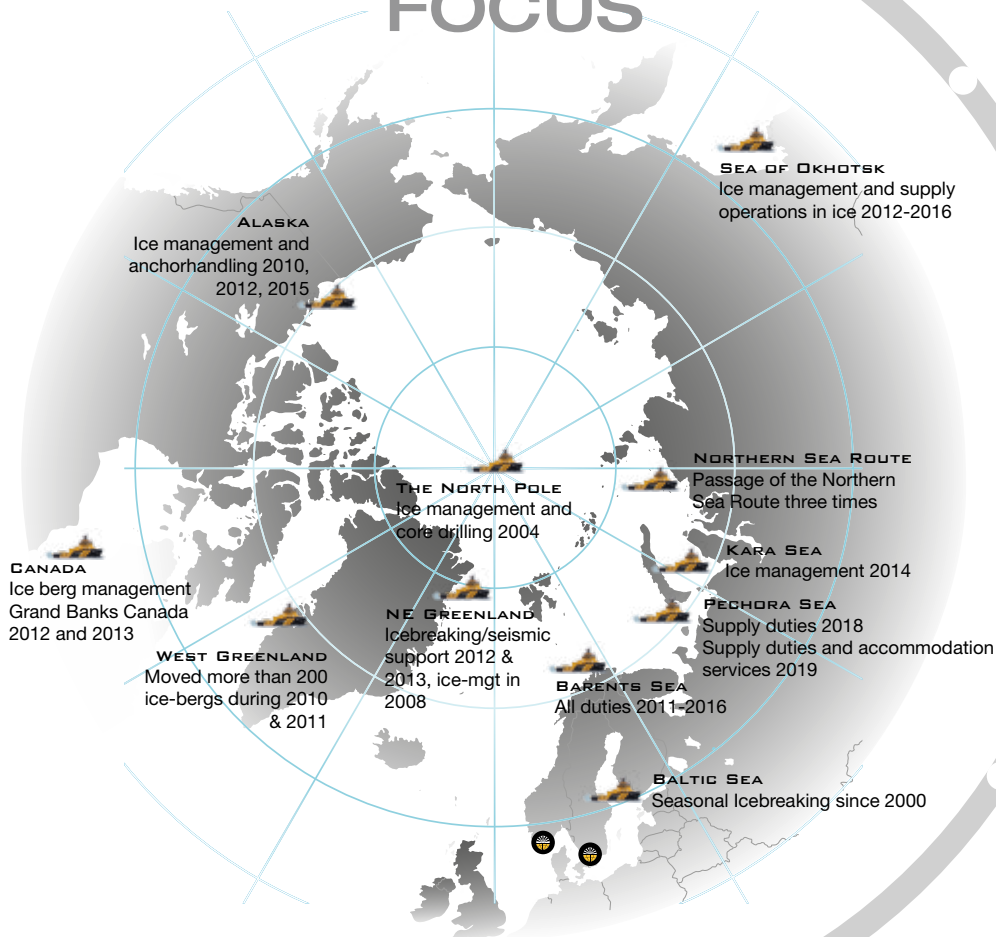 FOCUS
SEA OF OKHOTSK
Ice management and supply
operations in ice 2012-2016
ALASKA
Ice management and
anchorhandling 2010,
2012, 2015
NORTHERN SEA ROUTE
Passage of the Northern
Sea Route three times
THE NORTH POLE
Ice management and
core drilling 2004
KARA SEA
Ice management 2014
CANADA
Ice berg management
Grand Banks Canada
2012 and 2013
PECHORA SEA
Supply duties 2018
Supply duties and accommodation
services 2019
NE GREENLAND
Icebreaking/seismic
support 2012 &
2013, ice-mgt in
2008
WEST GREENLAND
Moved more than 200
ice-bergs during 2010
& 2011
BARENTS SEA
All duties 2011-2016
BALTIC SEA
Seasonal Icebreaking since 2000